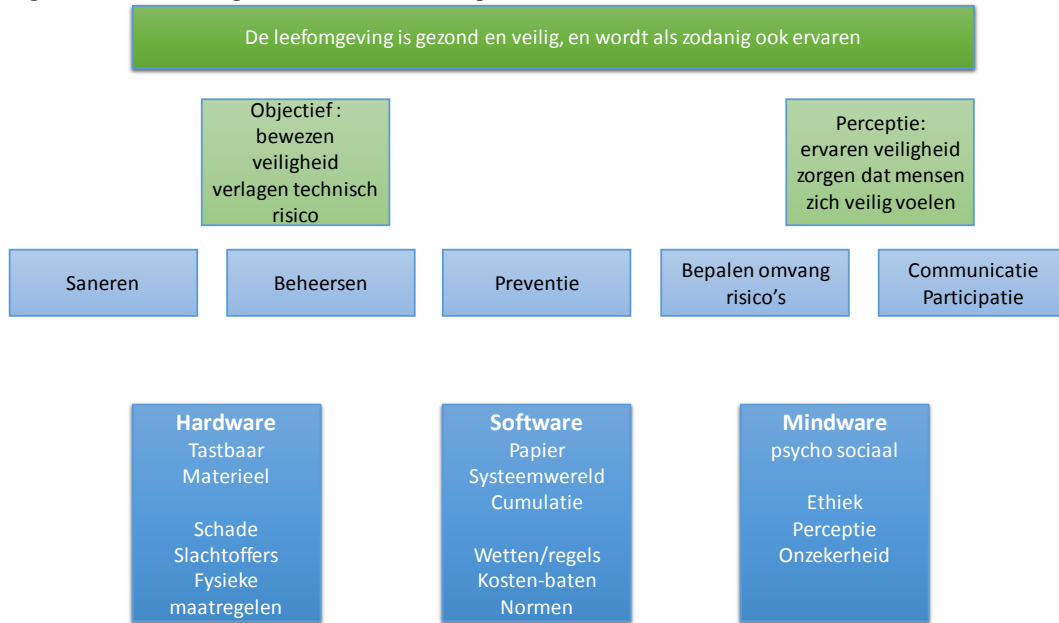 De leefomgeving is gezond en veilig, en wordt als zodanig ook ervaren
Objectief :
bewezen
veiligheid
verlagen technisch
risico
Perceptie:
ervaren veiligheid
zorgen dat mensen
zich veilig voelen
Saneren
Beheersen
Preventie
Bepalen omvang
risico's
Communicatie
Participatie
Hardware
Tastbaar
Materieel
Schade
Slachtoffers
Fysieke
maatregelen
Software
Papier
Systeemwereld
Cumulatie
Wetten/regels
Kosten-baten
Normen
Mindware
psycho sociaal
Ethiek
Perceptie
Onzekerheid